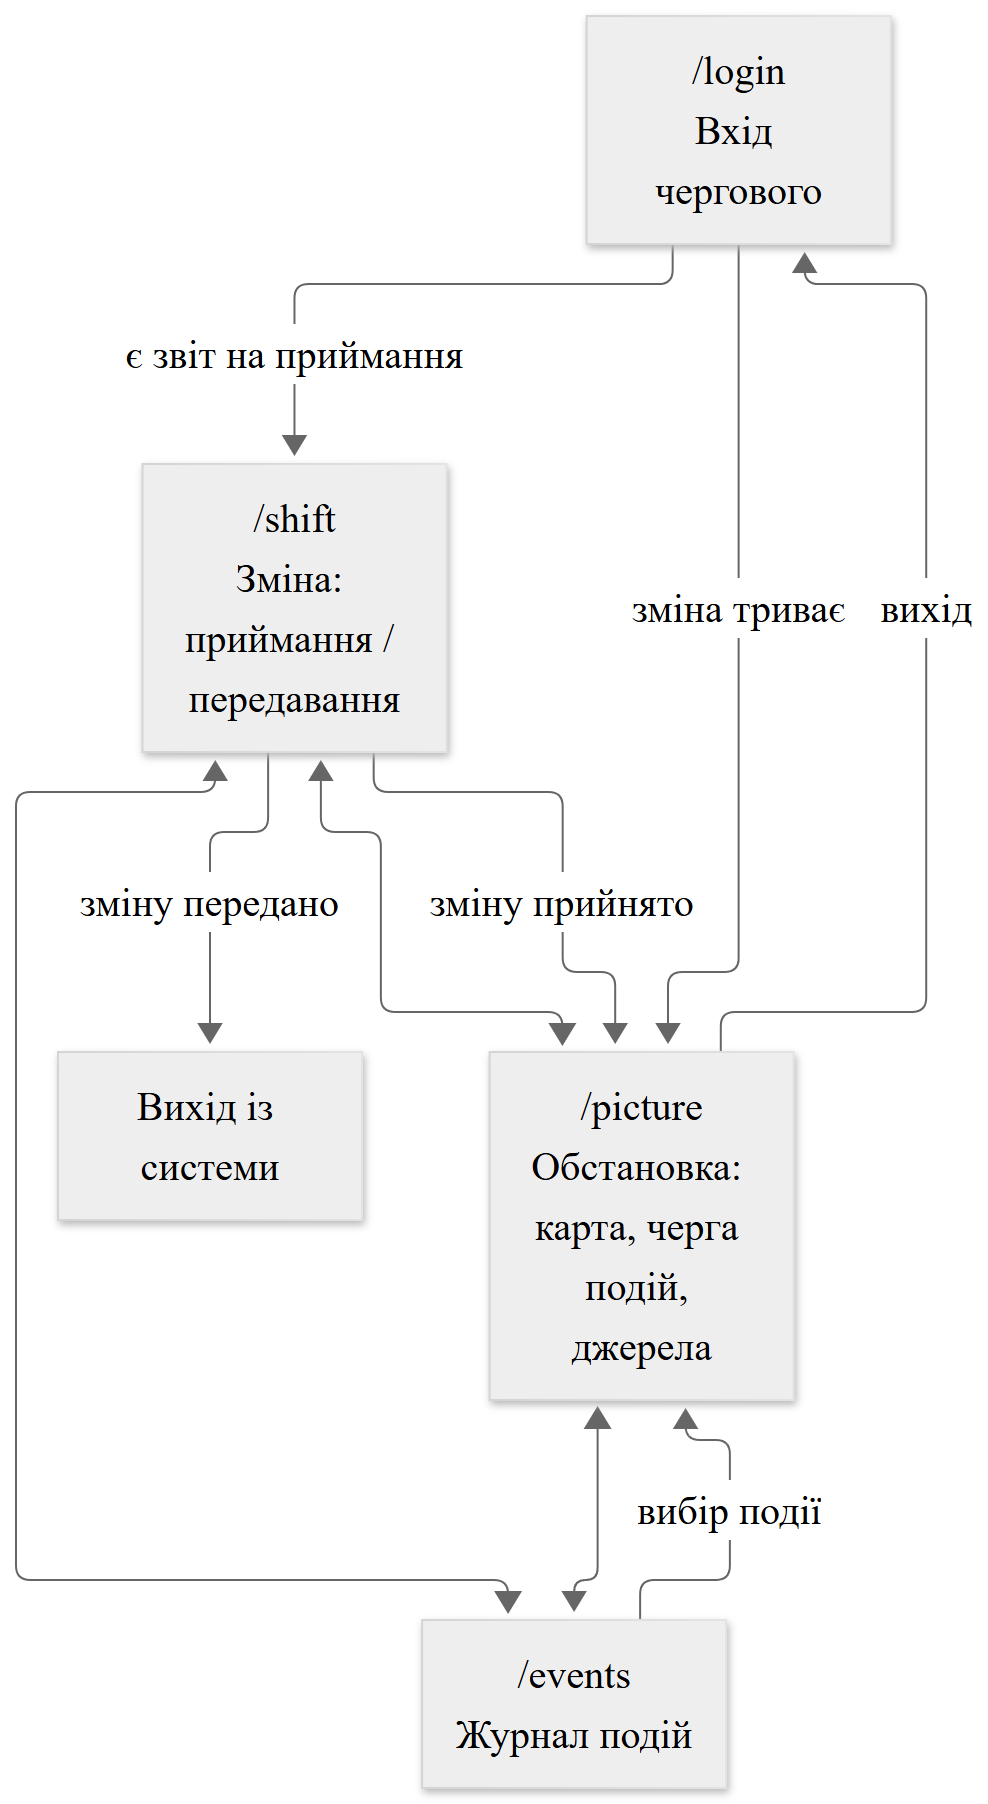 /login
Вхід
чергового
є звіт на приймання
/shift
Зміна:
приймання /
передавання
зміна триває
вихід
зміну передано
зміну прийнято
Вихід із
системи
/picture
Обстановка:
карта, черга
подій,
джерела
вибір події
/events
Журнал подій